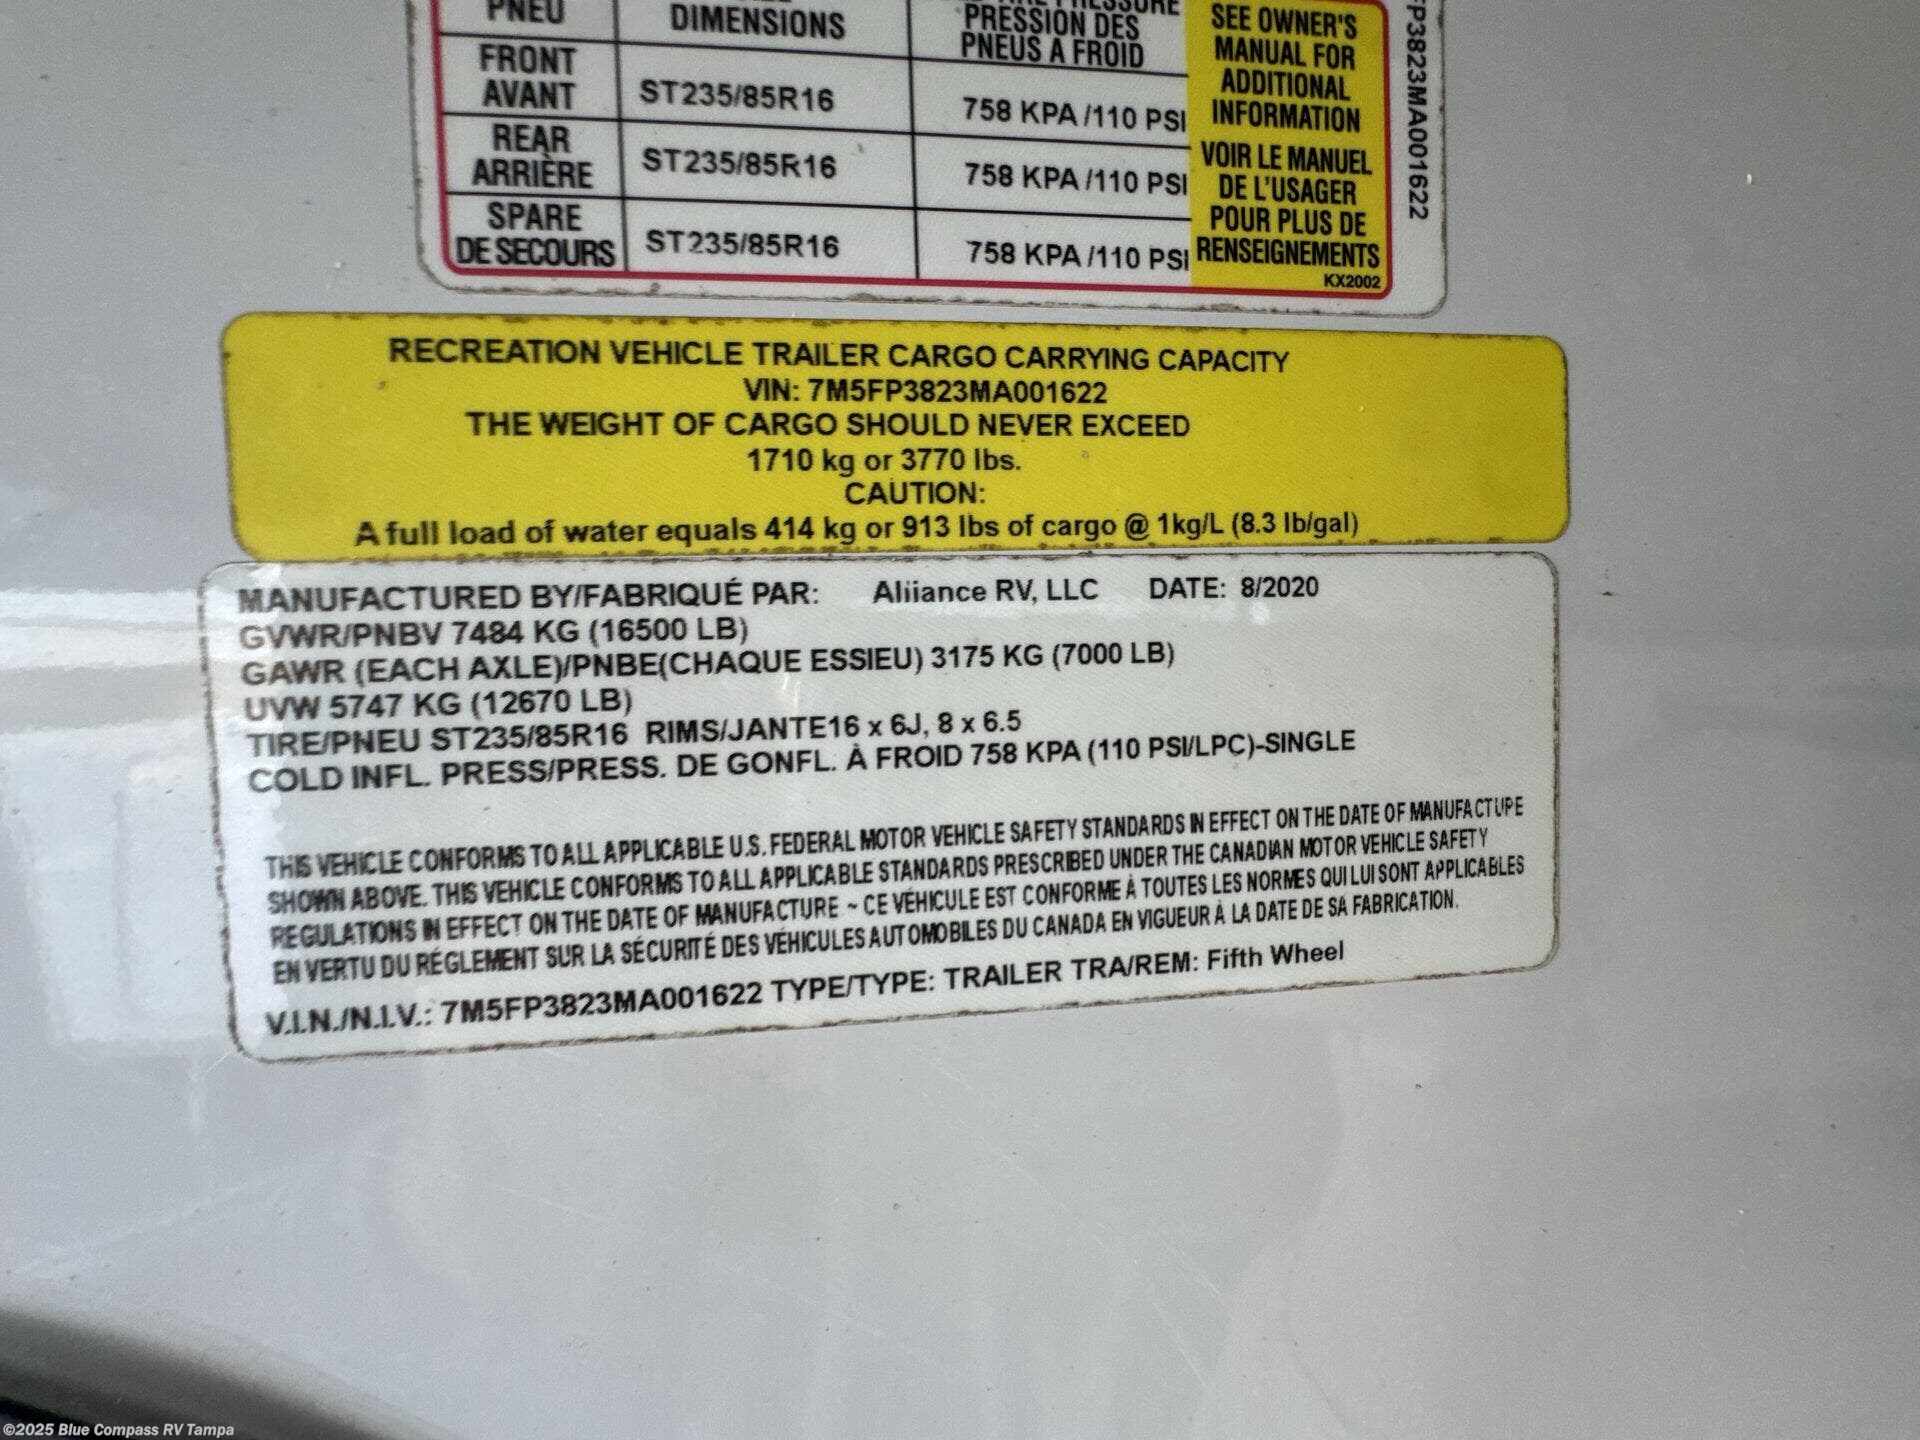 PNEU DIMENSIONS PRESSURE
PRESSION DES
PNEUS A FROID
FRONT
AVANT ST235/85R16 758 KPA /110 PSI
REAR
ARRIÈRE ST235/85R16 758 KPA /110 PSI
SPARE
DE SECOURS ST235/85R16 758 KPA /110 PSI
SEE OWNER'S
MANUAL FOR
ADDITIONAL
INFORMATION
VOIR LE MANUEL
DE L'USAGER
POUR PLUS DE
RENSEIGNEMENTS
KX2002
FP3823MA001622
RECREATION VEHICLE TRAILER CARGO CARRYING CAPACITY
VIN: 7M5FP3823MA001622
THE WEIGHT OF CARGO SHOULD NEVER EXCEED
1710 kg or 3770 lbs.
CAUTION:
A full load of water equals 414 kg or 913 lbs of cargo @ 1kg/L (8.3 lb/gal)
MANUFACTURED BY/FABRIQUÉ PAR: Alliance RV, LLC DATE: 8/2020
GVWR/PNBV 7484 KG (16500 LB)
GAWR (EACH AXLE)/PNBE(CHAQUE ESSIEU) 3175 KG (7000 LB)
UVW 5747 KG (12670 LB)
TIRE/PNEU ST235/85R16 RIMS/JANTE16 x 6J, 8 x 6.5
COLD INFL. PRESS/PRESS. DE GONFL. À FROID 758 KPA (110 PSI/LPC)-SINGLE
THIS VEHICLE CONFORMS TO ALL APPLICABLE U.S. FEDERAL MOTOR VEHICLE SAFETY STANDARDS IN EFFECT ON THE DATE OF MANUFACTURE
SHOWN ABOVE. THIS VEHICLE CONFORMS TO ALL APPLICABLE STANDARDS PRESCRIBED UNDER THE CANADIAN MOTOR VEHICLE SAFETY
REGULATIONS IN EFFECT ON THE DATE OF MANUFACTURE ~ CE VÉHICULE EST CONFORME À TOUTES LES NORMES QUI LUI SONT APPLICABLES
EN VERTU DU RÉGLEMENT SUR LA SÉCURITÉ DES VÉHICULES AUTOMOBILES DU CANADA EN VIGUEUR À LA DATE DE SA FABRICATION.
V.I.N./N.I.V.: 7M5FP3823MA001622 TYPE/TYPE: TRAILER TRA/REM: Fifth Wheel
©2025 Blue Compass RV Tampa